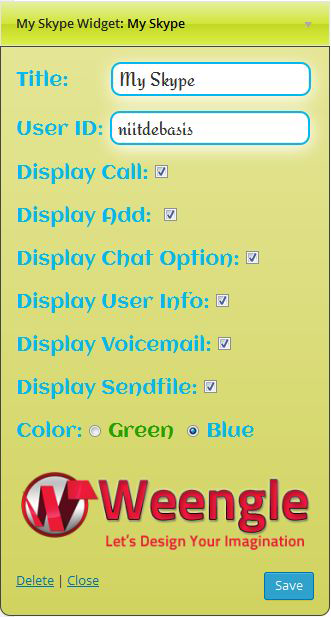 My Skype Widget: My Skype
Title: My Skype
User ID: niitdebasis
Display Call:
Display Add:
Display Chat Option:
Display User Info:
Display Voicemail:
Display Sendfile:
Color: Green Blue
Weengle
Let's Design Your Imagination
Delete | Close Save